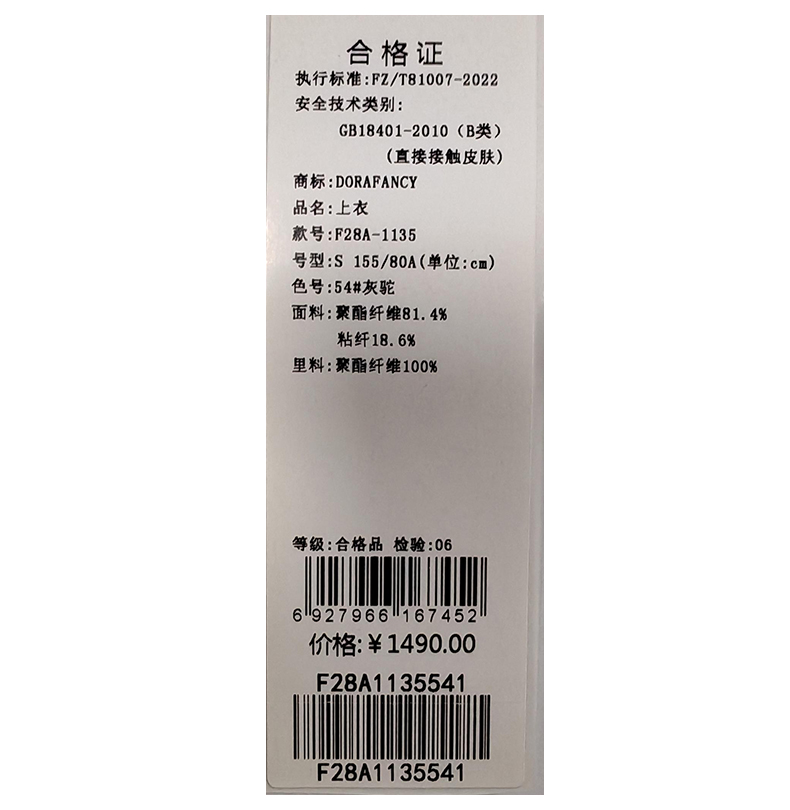 合格证
执行标准:FZ/T81007-2022
安全技术类别:
GB18401-2010（B类）
(直接接触皮肤)
商标:DORAFANCY
品名:上衣
款号:F28A-1135
号型:S 155/80A(单位:cm)
色号:54#灰驼
面料:聚酯纤维81.4%
粘纤18.6%
里料:聚酯纤维100%
等级:合格品 检验:06
6 927966 167452
价格:￥1490.00
F28A1135541
F28A1135541